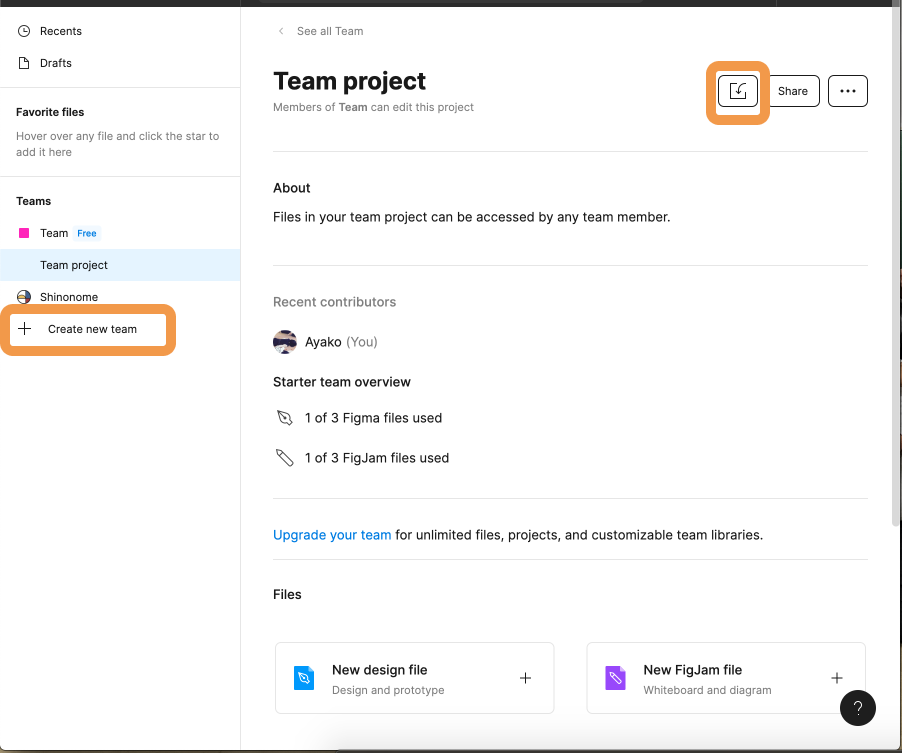 Recents
Drafts
Favorite files
Hover over any file and click the star to
add it here
Teams
Team Free
Team project
Shinonome
Create new team
See all Team
Team project
Members of Team can edit this project
Share
About
Files in your team project can be accessed by any team member.
Recent contributors
Ayako (You)
Starter team overview
1 of 3 Figma files used
1 of 3 FigJam files used
Upgrade your team for unlimited files, projects, and customizable team libraries.
Files
New design file
Design and prototype
New FigJam file
Whiteboard and diagram
?